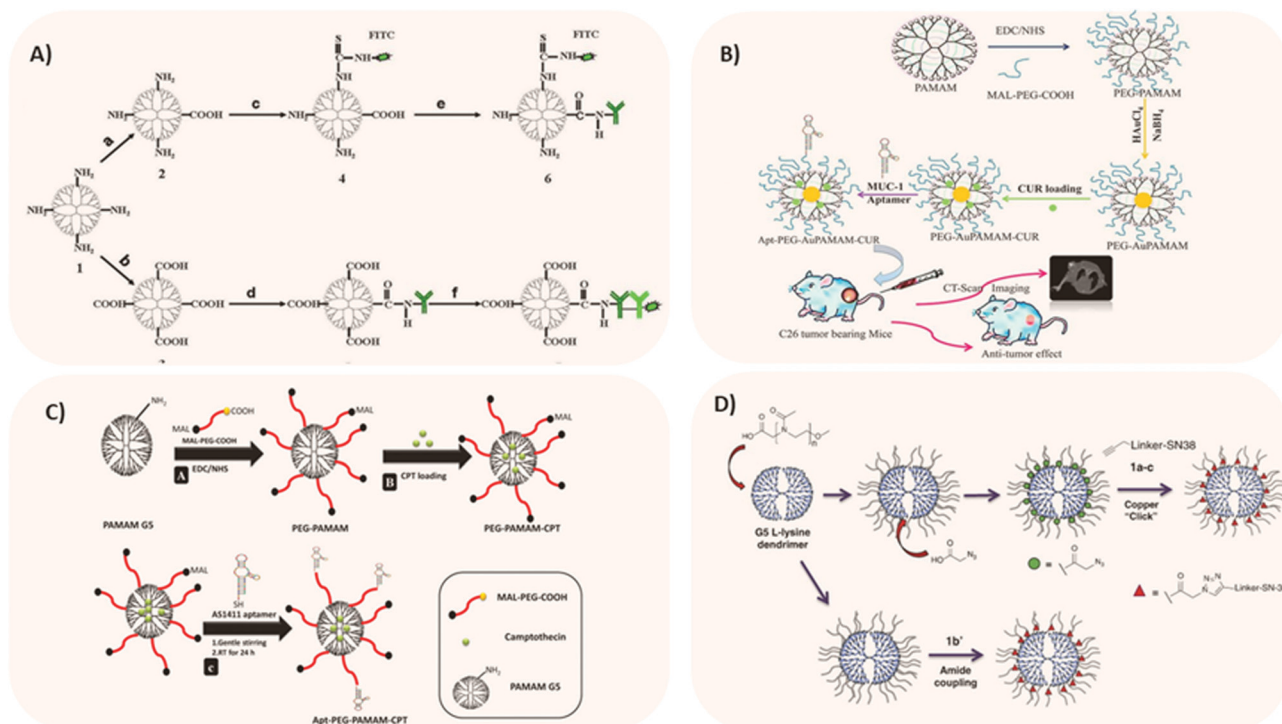 A)
S
FITC
C—NH—
NH
NH₂
NH₂
COOH
NH₂
2
c
NH₂
COOH
NH₂
4
e
S
FITC
C—NH—
NH
O
NH₂
C—N
H
NH₂
6
a
NH₂
NH₂
NH₂
NH₂
1
b
COOH
COOH
COOH
COOH
d
COOH
O
COOH
C—N
H
COOH
f
COOH
O
COOH
C—N
H
COOH
B)
PAMAM
EDC/NHS
MAL-PEG-COOH
PEG-PAMAM
HAuCl₄
NaBH₄
PEG-AuPAMAM
CUR loading
PEG-AuPAMAM-CUR
MUC-1
Aptamer
Apt-PEG-AuPAMAM-CUR
C26 tumor bearing Mice
CT-Scan Imaging
Anti-tumor effect
C)
NH₂
PAMAM G5
MAL
COOH
MAL-PEG-COOH
A
EDC/NHS
MAL
PEG-PAMAM
B
CPT loading
MAL
PEG-PAMAM-CPT
MAL
SH
AS1411 aptamer
1.Gentle stirring
2.RT for 24 h
c
Apt-PEG-PAMAM-CPT
MAL-PEG-COOH
Camptothecin
NH₂
PAMAM G5
D)
HO
O
O
N
n
O
G5 L-lysine
dendrimer
HO
O
N₃
Linker-SN38
1a-c
Copper
"Click"
=
O
N₃
=
O
N
N=N
Linker-SN-3
1b'
Amide
coupling